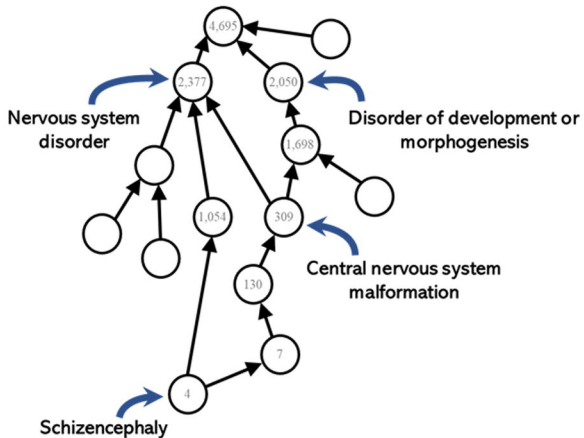 4,695
2,377
2,050
Nervous system
disorder
Disorder of development or
morphogenesis
1,698
1,054
309
Central nervous system
malformation
130
7
4
Schizencephaly